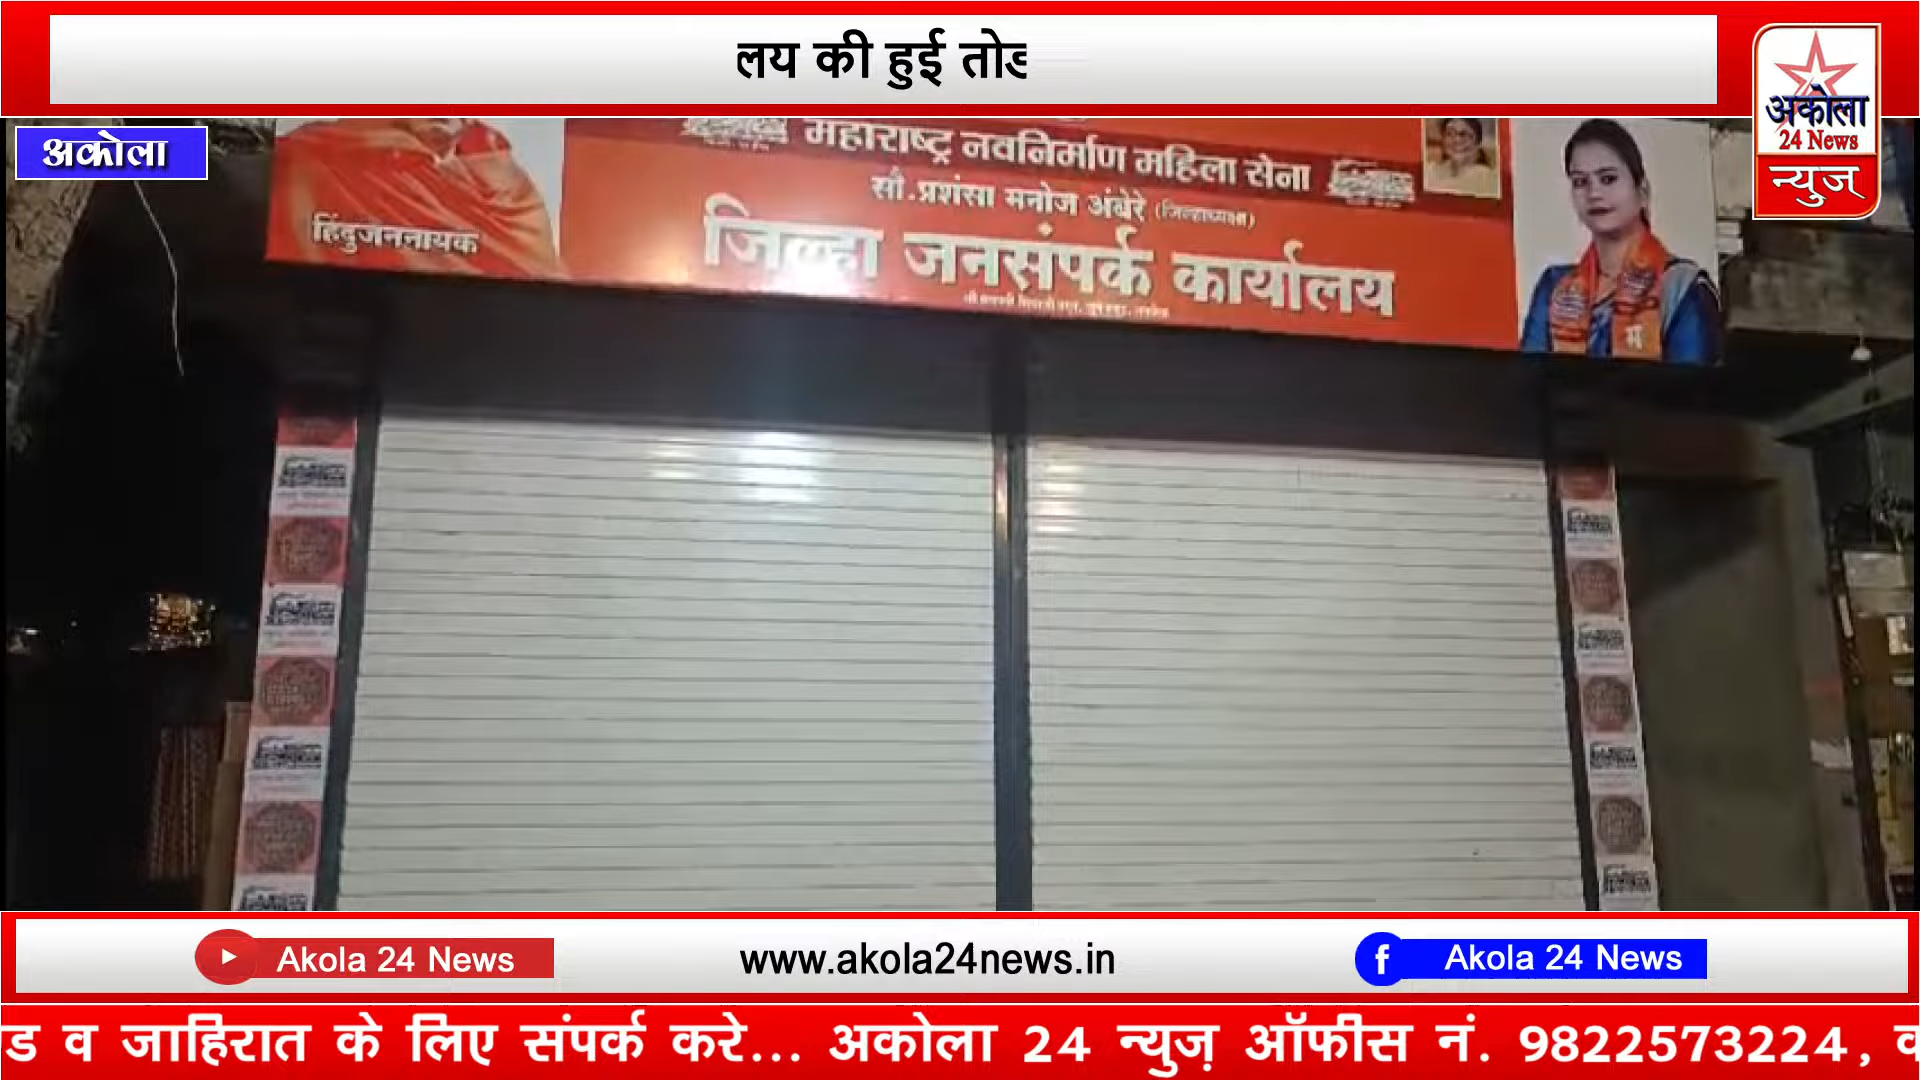 लय की हुई तोड
अकोला
अकोला
24 News
न्युज़
महाराष्ट्र नवनिर्माण महिला सेना
सौ. प्रशंसा मनोज अंबेरे (जिल्हाध्यक्षा)
जिल्हा जनसंपर्क कार्यालय
हिंदुजननायक
Akola 24 News
www.akola24news.in
Akola 24 News
ड व जाहिरात के लिए संपर्क करे... अकोला 24 न्युज़ ऑफीस नं. 9822573224, व